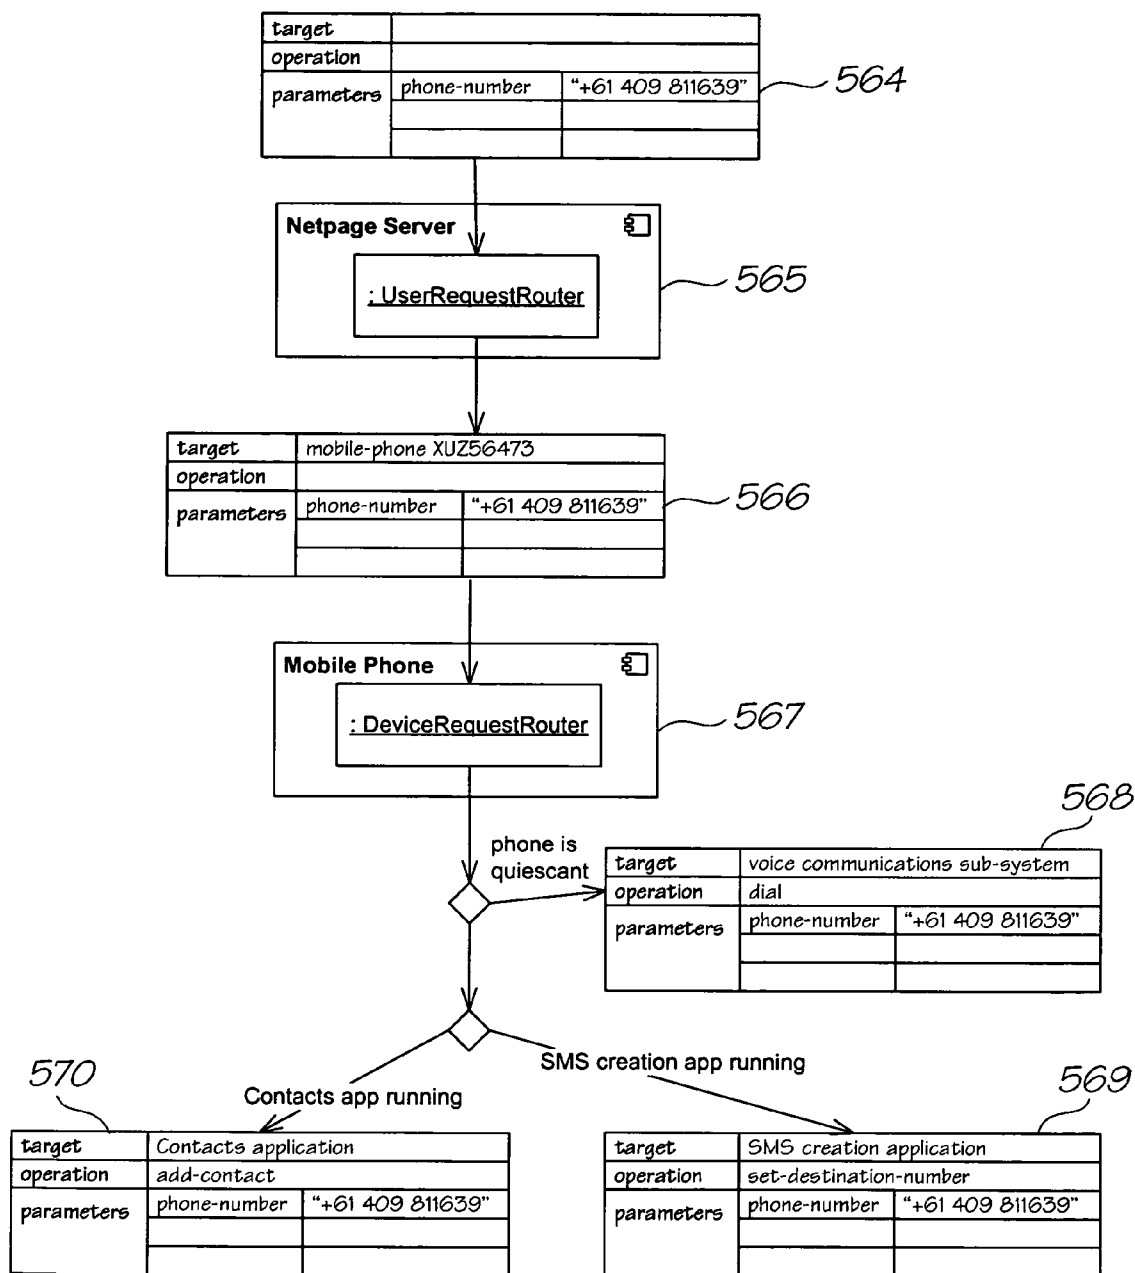 target
operation
parameters phone-number "+61 409 811639"
564
Netpage Server
: UserRequestRouter
565
target mobile-phone XUZ56473
operation
parameters phone-number "+61 409 811639"
566
Mobile Phone
: DeviceRequestRouter
567
phone is
quiescant
568
target voice communications sub-system
operation dial
parameters phone-number "+61 409 811639"
SMS creation app running
Contacts app running
570
target Contacts application
operation add-contact
parameters phone-number "+61 409 811639"
569
target SMS creation application
operation set-destination-number
parameters phone-number "+61 409 811639"